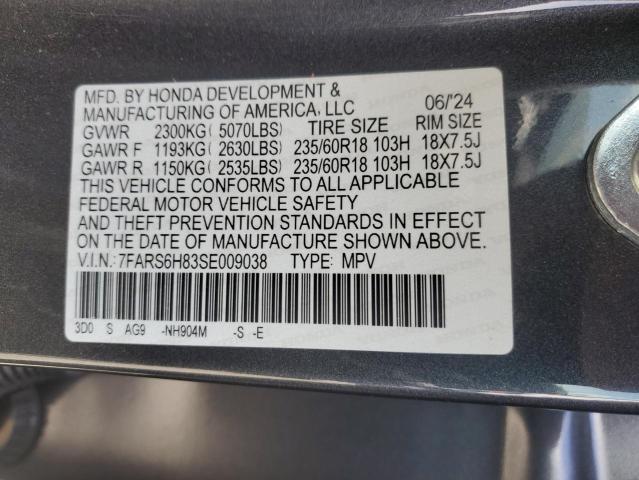 MFD. BY HONDA DEVELOPMENT &
MANUFACTURING OF AMERICA, LLC 06/'24
GVWR 2300KG( 5070LBS) TIRE SIZE RIM SIZE
GAWR F 1193KG( 2630LBS) 235/60R18 103H 18X7.5J
GAWR R 1150KG( 2535LBS) 235/60R18 103H 18X7.5J
THIS VEHICLE CONFORMS TO ALL APPLICABLE
FEDERAL MOTOR VEHICLE SAFETY
AND THEFT PREVENTION STANDARDS IN EFFECT
ON THE DATE OF MANUFACTURE SHOWN ABOVE.
V.I.N.:7FARS6H83SE009038 TYPE: MPV
3D0 S AG9 -NH904M -S -E